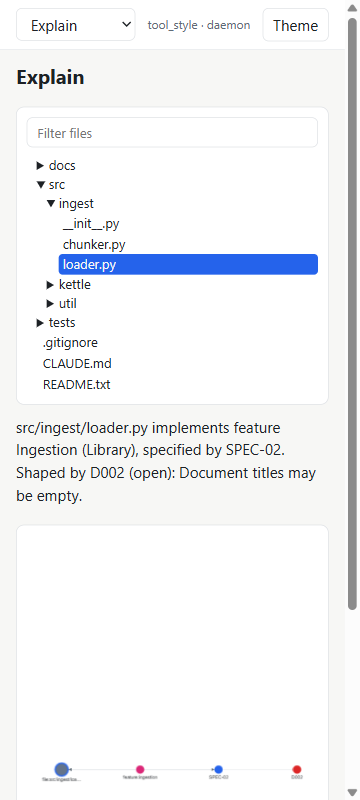 Explain
tool_style · daemon
Theme
Explain
Filter files
docs
src
ingest
__init__.py
chunker.py
loader.py
kettle
util
tests
.gitignore
CLAUDE.md
README.txt
src/ingest/loader.py implements feature
Ingestion (Library), specified by SPEC-02.
Shaped by D002 (open): Document titles may
be empty.
feature-ingestion
SPEC-02
D002